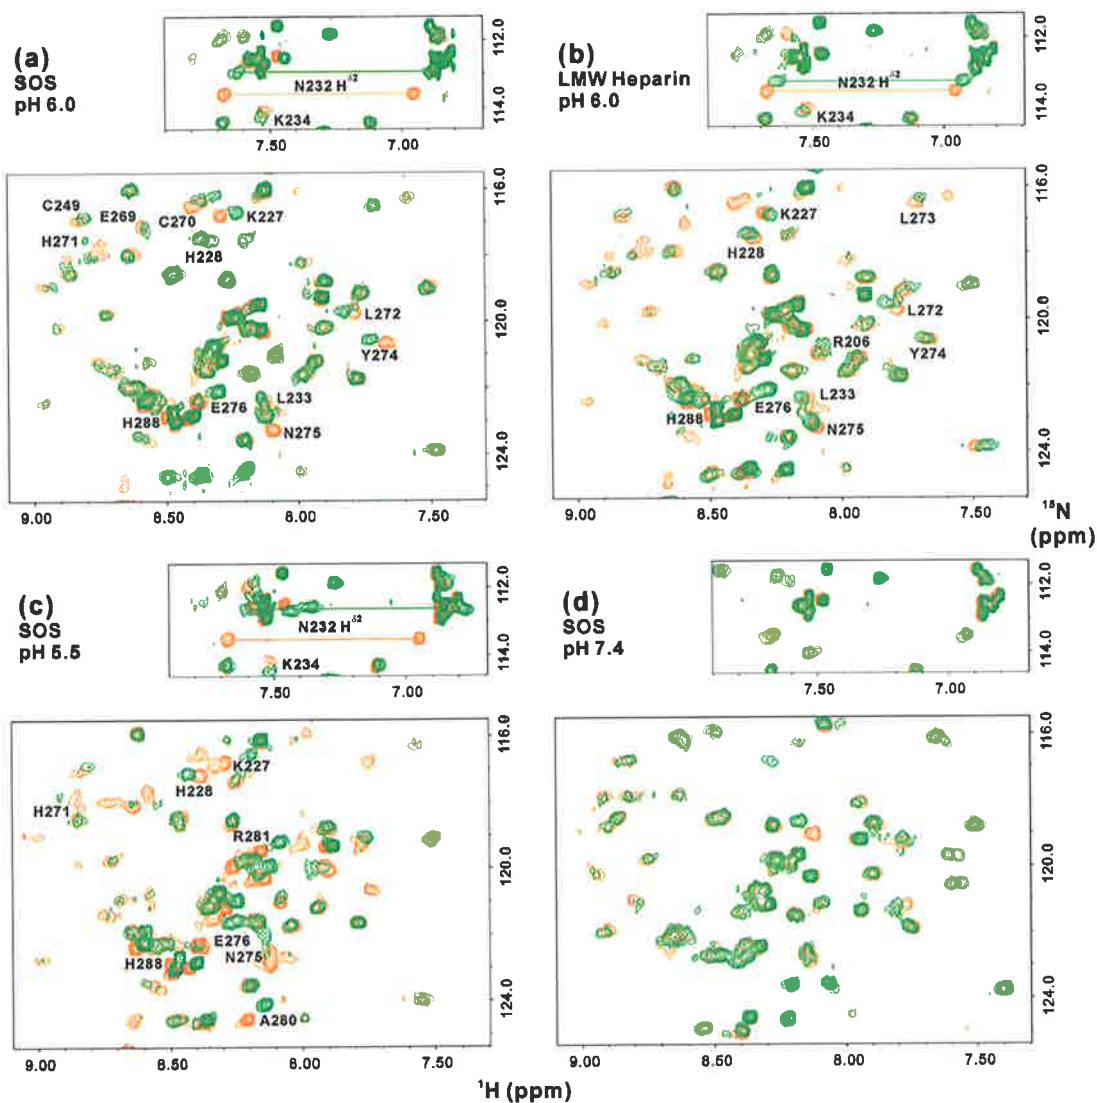 (a)
SOS
pH 6.0
N232 H^δ2
K234
7.50 7.00
112.0
114.0
C249
E269
C270
K227
H271
H228
L272
Y274
L233
E276
H288
N275
9.00 8.50 8.00 7.50
116.0
120.0
124.0
(b)
LMW Heparin
pH 6.0
N232 H^δ2
K234
7.50 7.00
112.0
114.0
K227
L273
H228
L272
R206
Y274
L233
E276
H288
N275
9.00 8.50 8.00 7.50
116.0
120.0
124.0
¹⁵N
(ppm)
(c)
SOS
pH 5.5
N232 H^δ2
K234
7.50 7.00
112.0
114.0
K227
H228
H271
R281
E276
N275
H288
A280
9.00 8.50 8.00 7.50
116.0
120.0
124.0
(d)
SOS
pH 7.4
7.50 7.00
112.0
114.0
9.00 8.50 8.00 7.50
116.0
120.0
124.0
¹H (ppm)